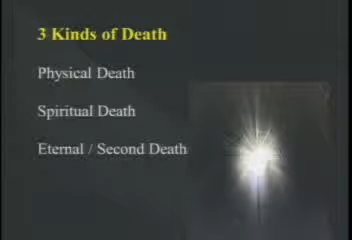 3 Kinds of Death
Physical Death
Spiritual Death
Eternal / Second Death